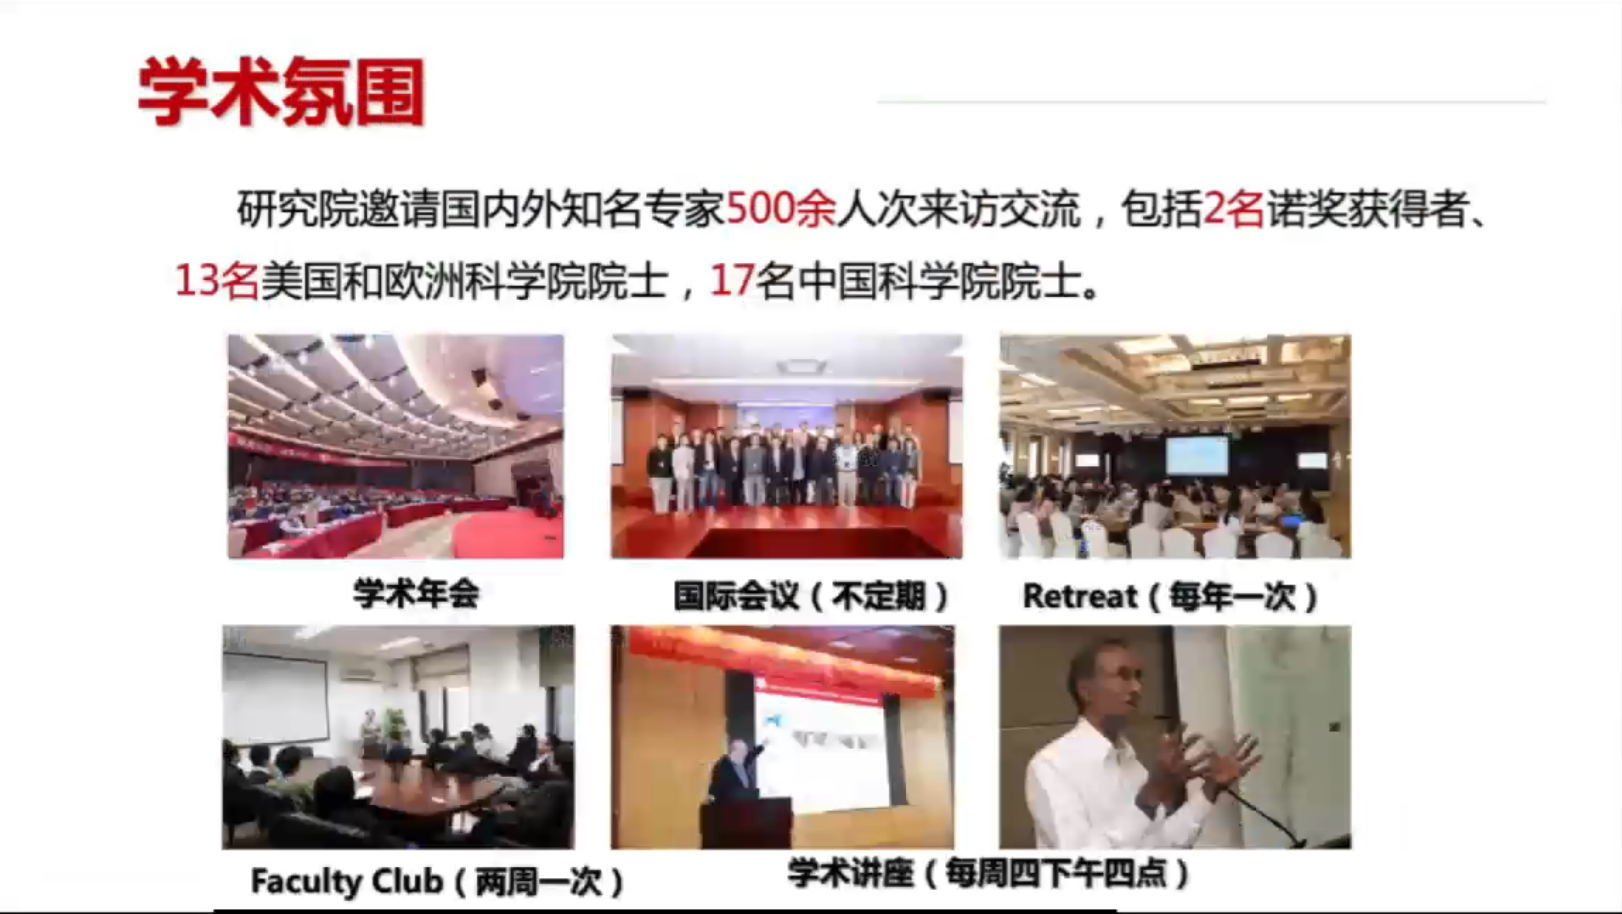 学术氛围
研究院邀请国内外知名专家500余人次来访交流，包括2名诺奖获得者、
13名美国和欧洲科学院院士，17名中国科学院院士。
学术年会
国际会议（不定期）
Retreat（每年一次）
Faculty Club（两周一次）
学术讲座（每周四下午四点）